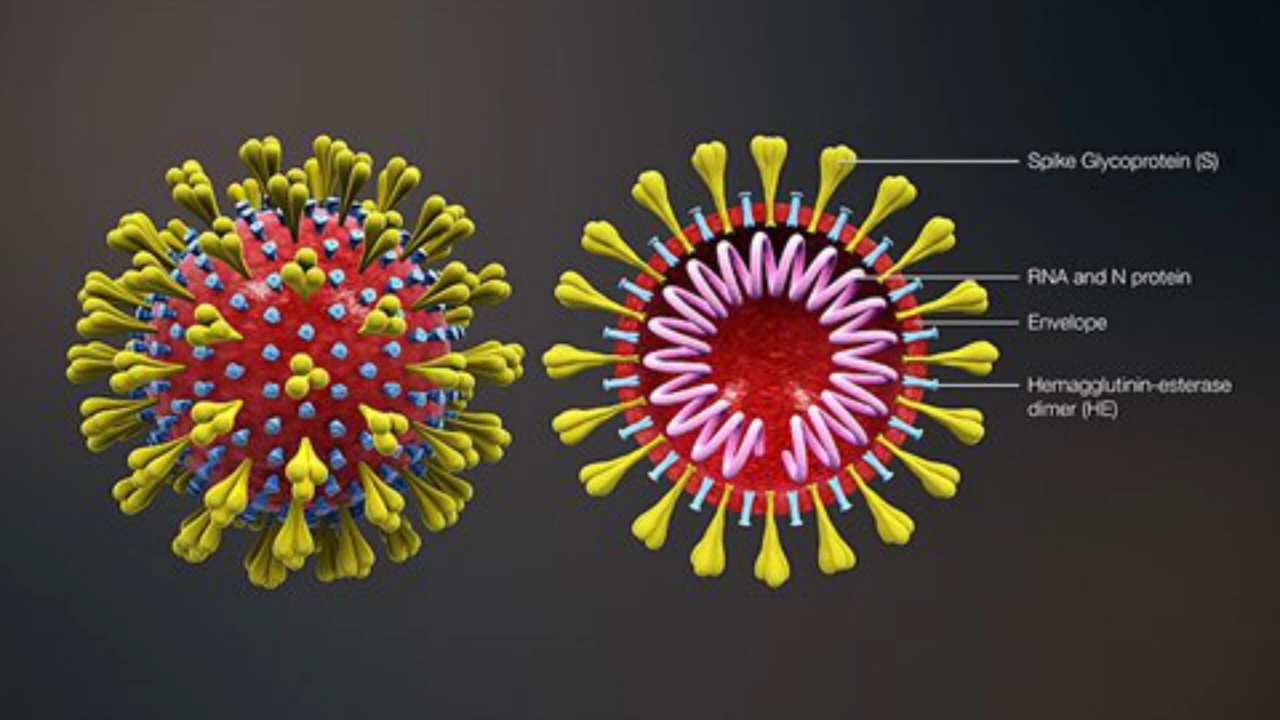 Spike Glycoprotein (S)
RNA and N protein
Envelope
Hemagglutinin-esterase
dimer (HE)